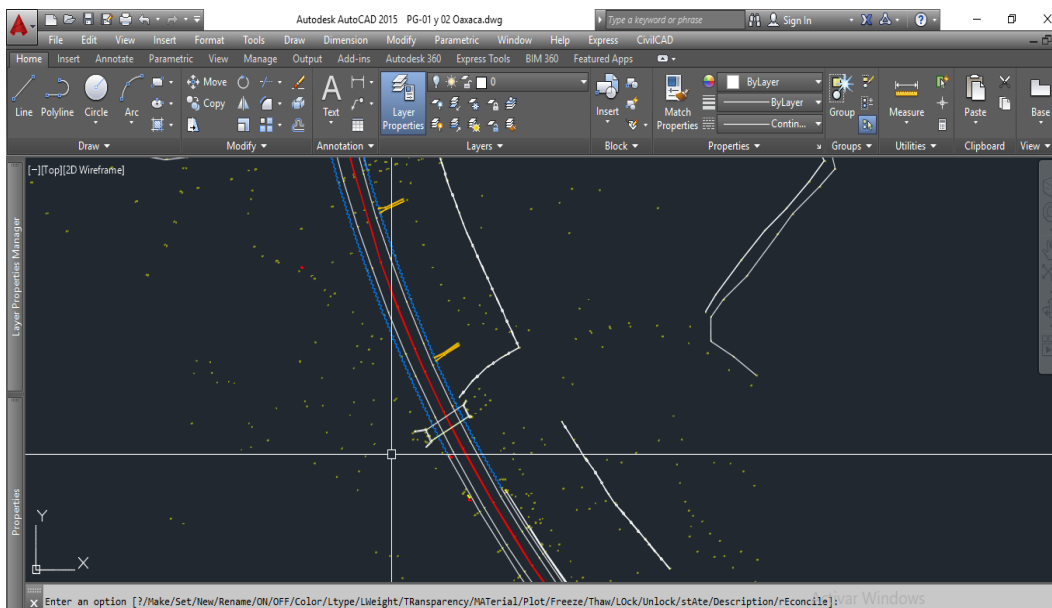 Autodesk AutoCAD 2015 PG-01 y 02 Oaxaca.dwg
Type a keyword or phrase
Sign In
File Edit View Insert Format Tools Draw Dimension Modify Parametric Window Help Express CivilCAD
Home Insert Annotate Parametric View Manage Output Add-ins Autodesk 360 Express Tools BIM 360 Featured Apps
Line Polyline Circle Arc
Move
Copy
Text
Layer Properties
0
Insert
Match Properties
ByLayer
ByLayer
Contin...
Group
Measure
Paste
Base
Draw Modify Annotation Layers Block Properties Groups Utilities Clipboard View
[-][Top][2D Wireframe]
Layer Properties Manager
Properties
Y
X
Enter an option [?/Make/Set/New/Rename/ON/OFF/Color/Ltype/LWeight/TRansparency/MATerial/Plot/Freeze/Thaw/LOck/Unlock/stAte/Description/rEconcile]:
Activar Windows